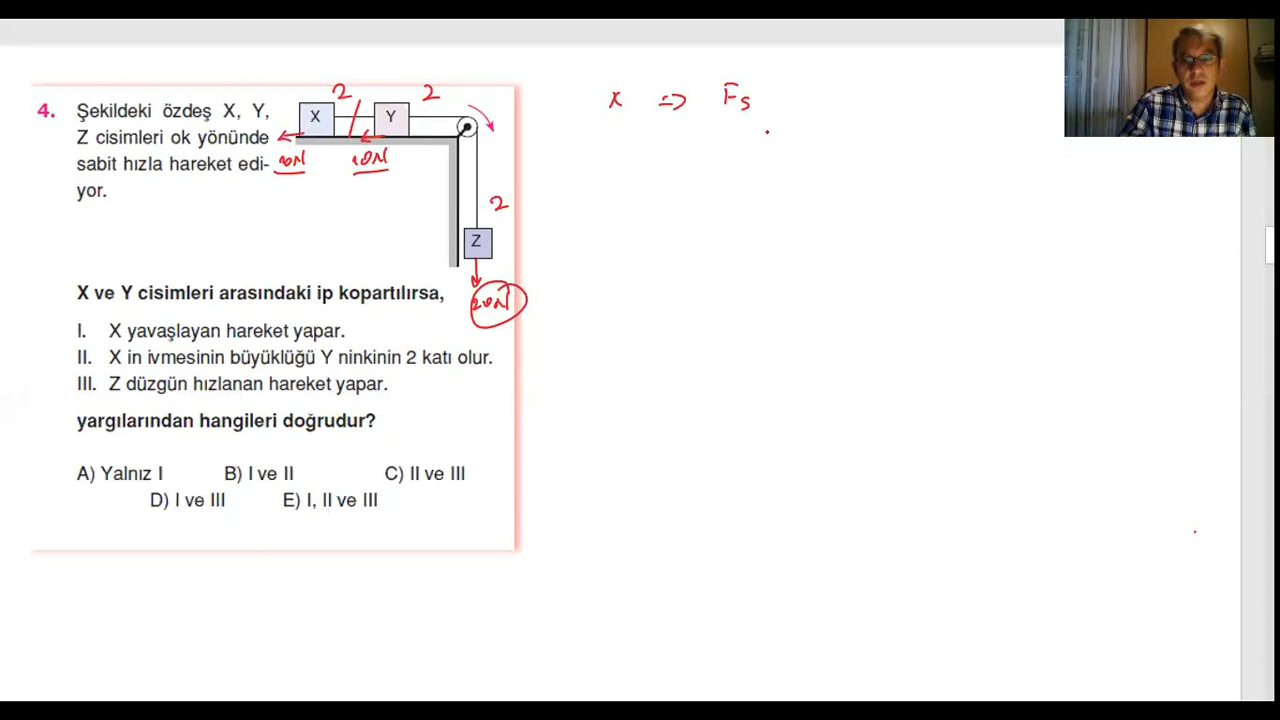 4. Şekildeki özdeş X, Y,
Z cisimleri ok yönünde
sabit hızla hareket edi-
yor.
2 2
X Y
10N 10N
2
Z
20N
X ve Y cisimleri arasındaki ip kopartılırsa,
I. X yavaşlayan hareket yapar.
II. X in ivmesinin büyüklüğü Y ninkinin 2 katı olur.
III. Z düzgün hızlanan hareket yapar.
yargılarından hangileri doğrudur?
A) Yalnız I B) I ve II C) II ve III
D) I ve III E) I, II ve III
X => Fs